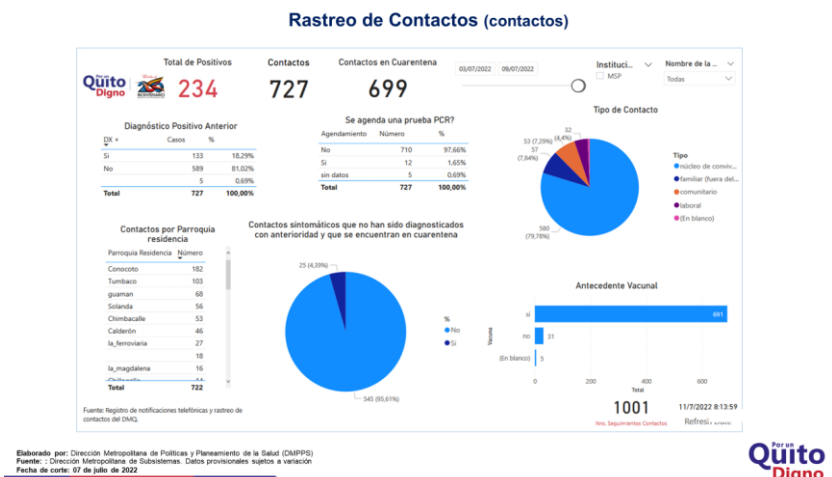 Rastreo de Contactos (contactos)
Por un
Quito
Digno
BICENTENARIO
Total de Positivos
234
Contactos
727
Contactos en Cuarentena
699
03/07/2022 09/07/2022
Instituci...
MSP
Nombre de la ...
Todas
Diagnóstico Positivo Anterior
DX Casos %
Si 133 18,29%
No 589 81,02%
5 0,69%
Total 727 100,00%
Se agenda una prueba PCR?
Agendamiento Número %
No 710 97,66%
Si 12 1,65%
sin datos 5 0,69%
Total 727 100,00%
Tipo de Contacto
32
(4,4%)
53 (7,29%)
57
(7,84%)
580
(79,78%)
Tipo
núcleo de conviv...
familiar (fuera del...
comunitario
laboral
(En blanco)
Contactos por Parroquia
residencia
Parroquia Residencia Número
Conocoto 182
Tumbaco 103
guaman 68
Solanda 56
Chimbacalle 53
Calderón 46
la_ferroviaria 27
18
la_magdalena 16
Total 722
Contactos sintomáticos que no han sido diagnosticados
con anterioridad y que se encuentran en cuarentena
25 (4,39%)
545 (95,61%)
%
No
Si
Antecedente Vacunal
Vacuna
si 691
no 31
(En blanco) 5
0 200 400 600
Total
1001
Nro. Seguimientos Contactos
11/7/2022 8:13:59
Fuente: Registro de notificaciones telefónicas y rastreo de
contactos del DMQ.
Elaborado por: Dirección Metropolitana de Políticas y Planeamiento de la Salud (DMPPS)
Fuente: : Dirección Metropolitana de Subsistemas. Datos provisionales sujetos a variación
Fecha de corte: 07 de julio de 2022
Por un
Quito
Digno